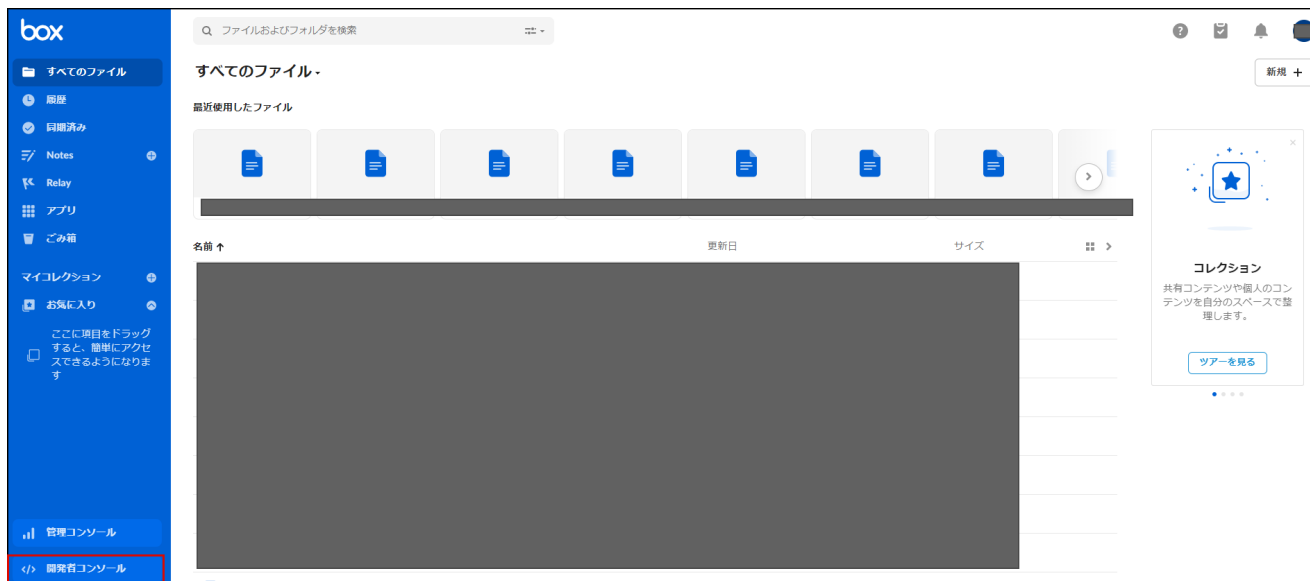 box
ファイルおよびフォルダを検索
すべてのファイル
すべてのファイル
新規 +
履歴
最近使用したファイル
同期済み
Notes
Relay
アプリ
ごみ箱
名前 ↑
更新日
サイズ
マイコレクション
お気に入り
ここに項目をドラッグ
すると、簡単にアクセ
スできるようになりま
す
コレクション
共有コンテンツや個人のコン
テンツを自分のスペースで整
理します。
ツアーを見る
管理コンソール
</> 開発者コンソール